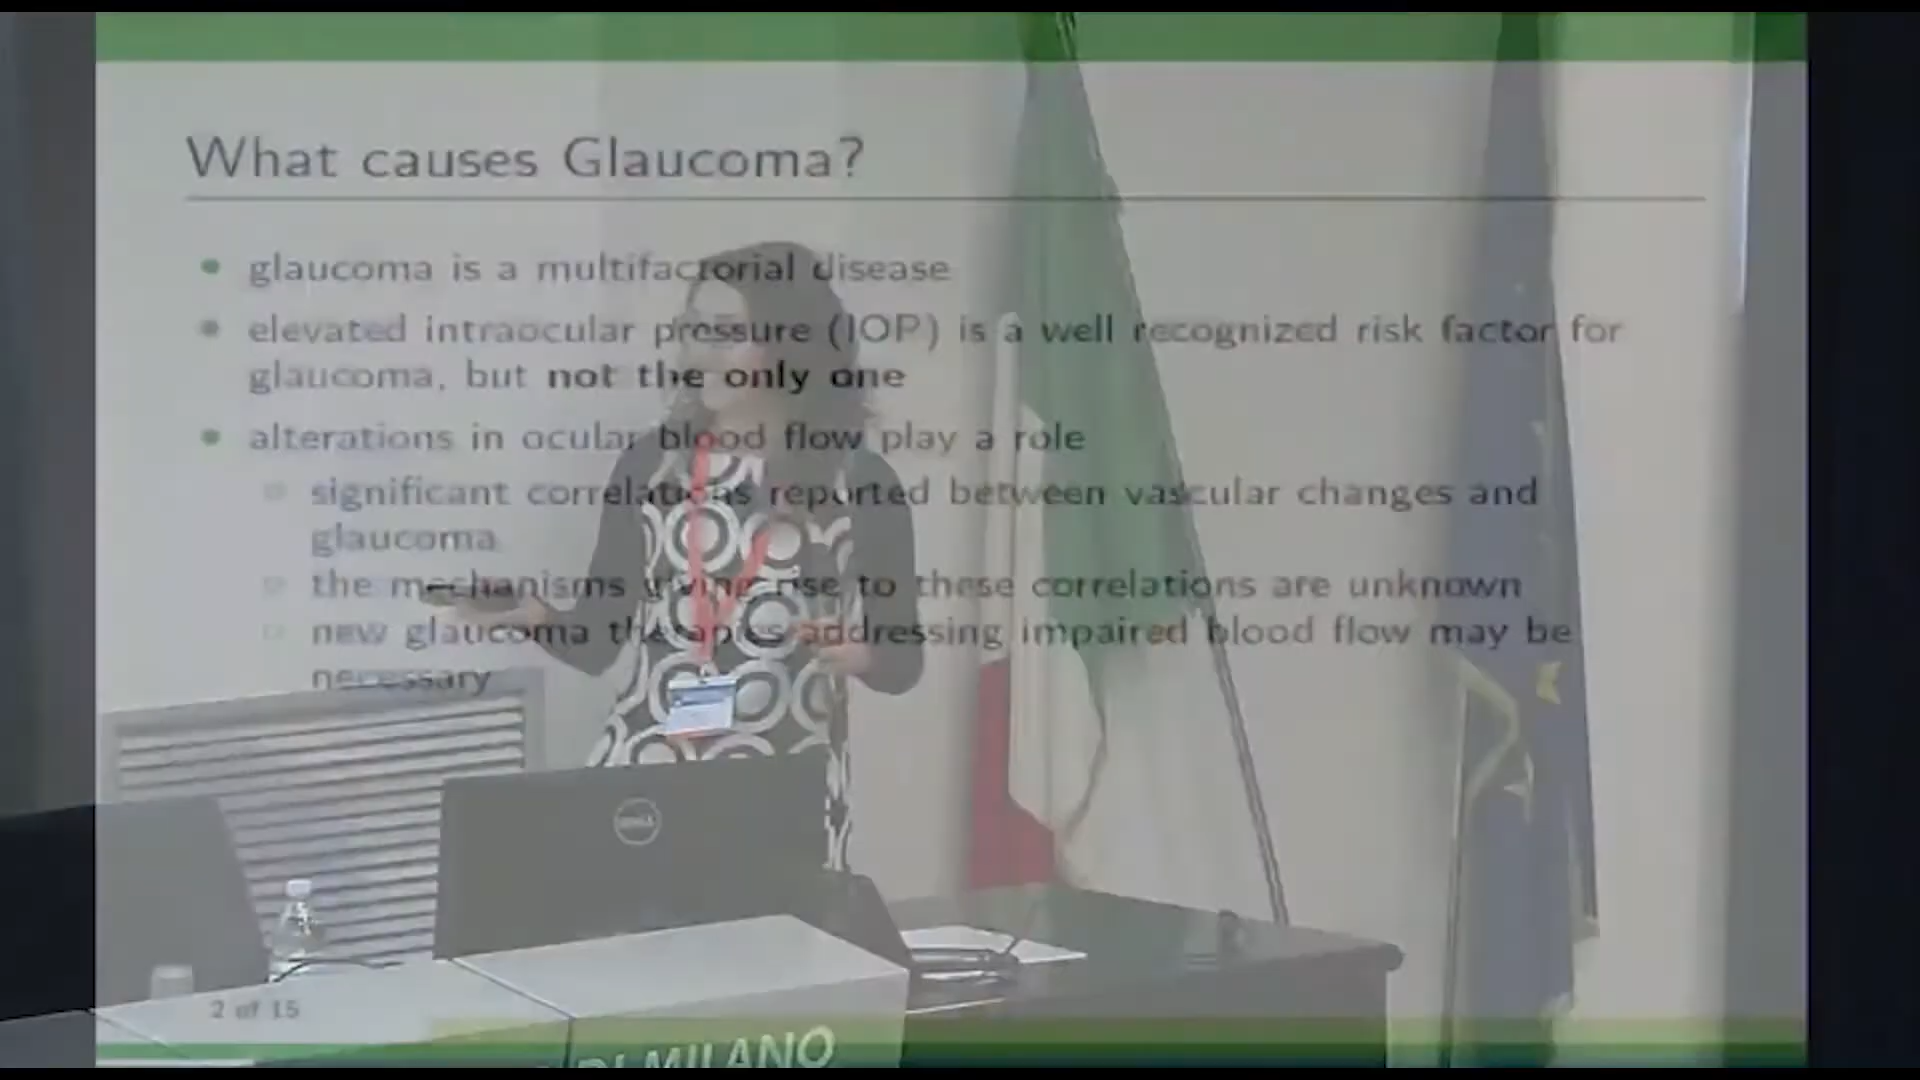 What causes Glaucoma?
glaucoma is a multifactorial disease
elevated intraocular pressure (IOP) is a well recognized risk factor for
glaucoma, but not the only one
alterations in ocular blood flow play a role
significant correlations reported between vascular changes and
glaucoma
the mechanisms giving rise to these correlations are unknown
new glaucoma therapies addressing impaired blood flow may be
necessary
DELL
2 of 15
DI MILANO